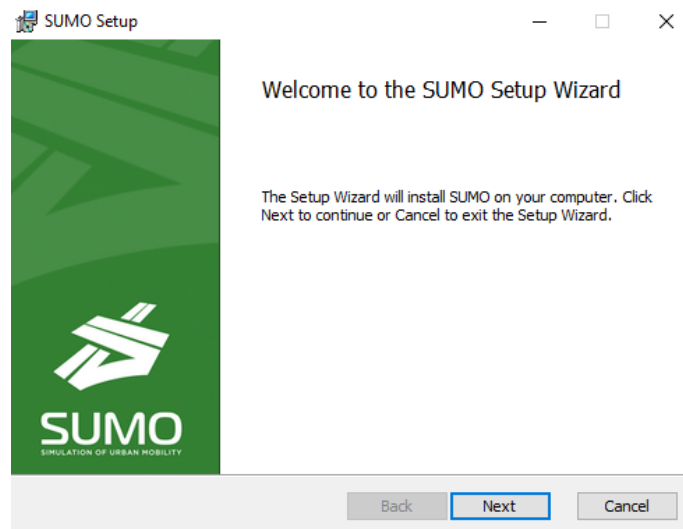 SUMO Setup
Welcome to the SUMO Setup Wizard
The Setup Wizard will install SUMO on your computer. Click
Next to continue or Cancel to exit the Setup Wizard.
SUMO
SIMULATION OF URBAN MOBILITY
Back Next Cancel